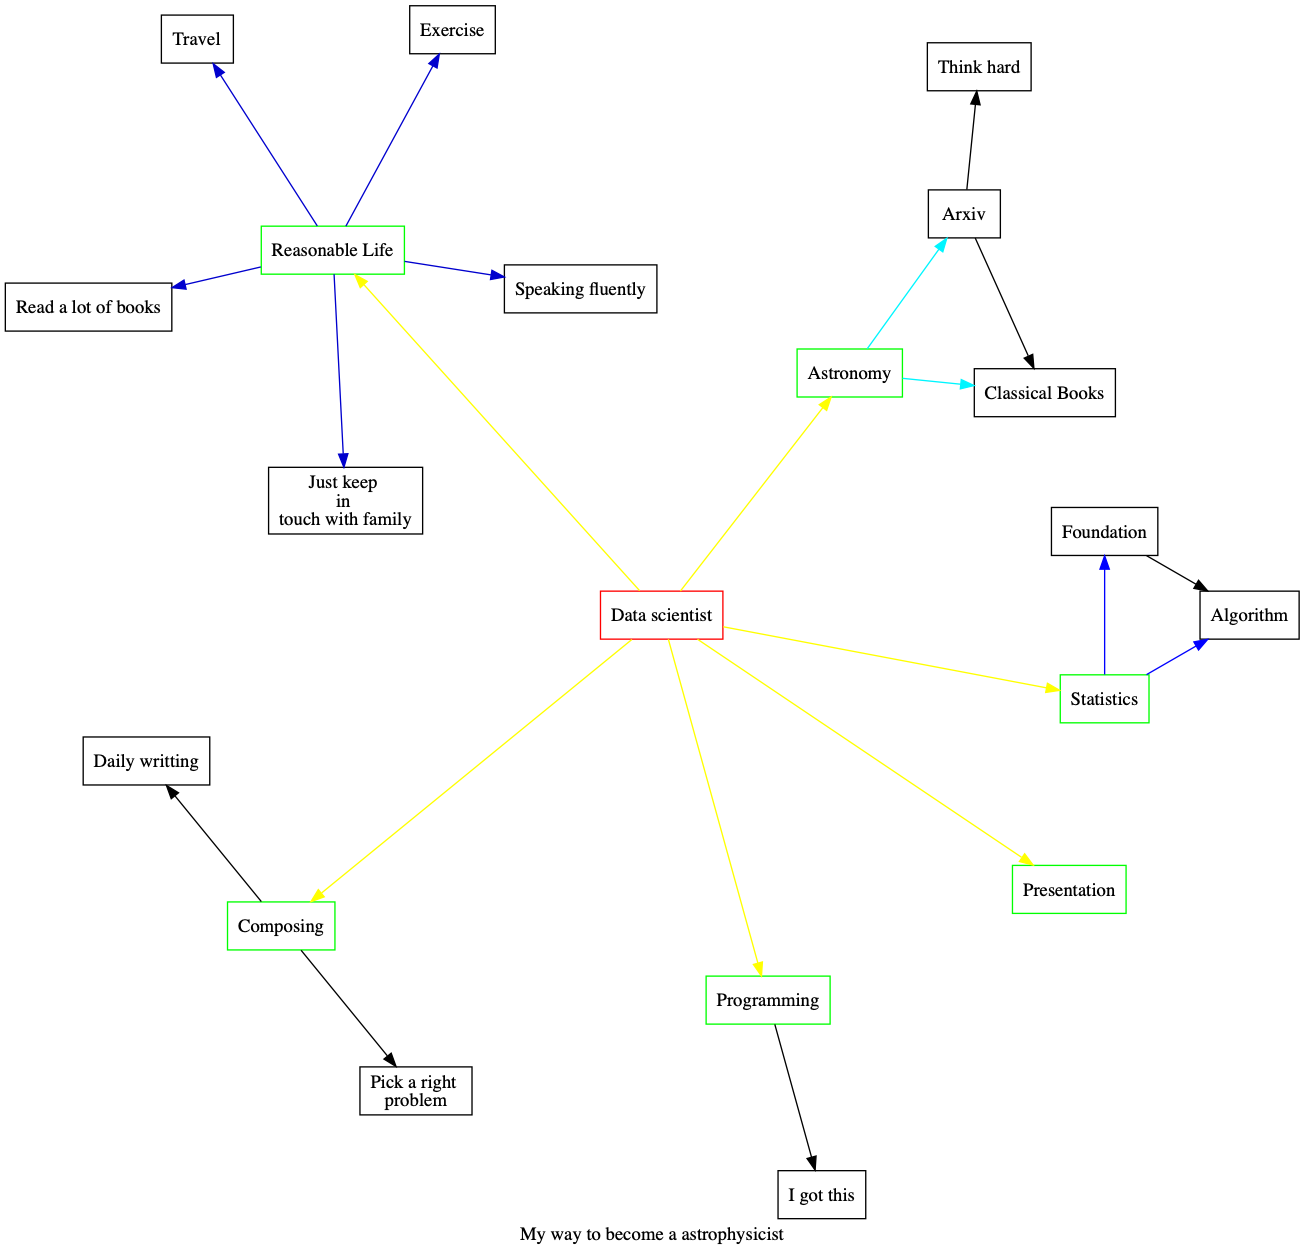 Travel
Exercise
Think hard
Arxiv
Reasonable Life
Speaking fluently
Read a lot of books
Astronomy
Classical Books
Just keep
in
touch with family
Foundation
Data scientist
Algorithm
Statistics
Daily writting
Presentation
Composing
Programming
Pick a right
problem
I got this
My way to become a astrophysicist